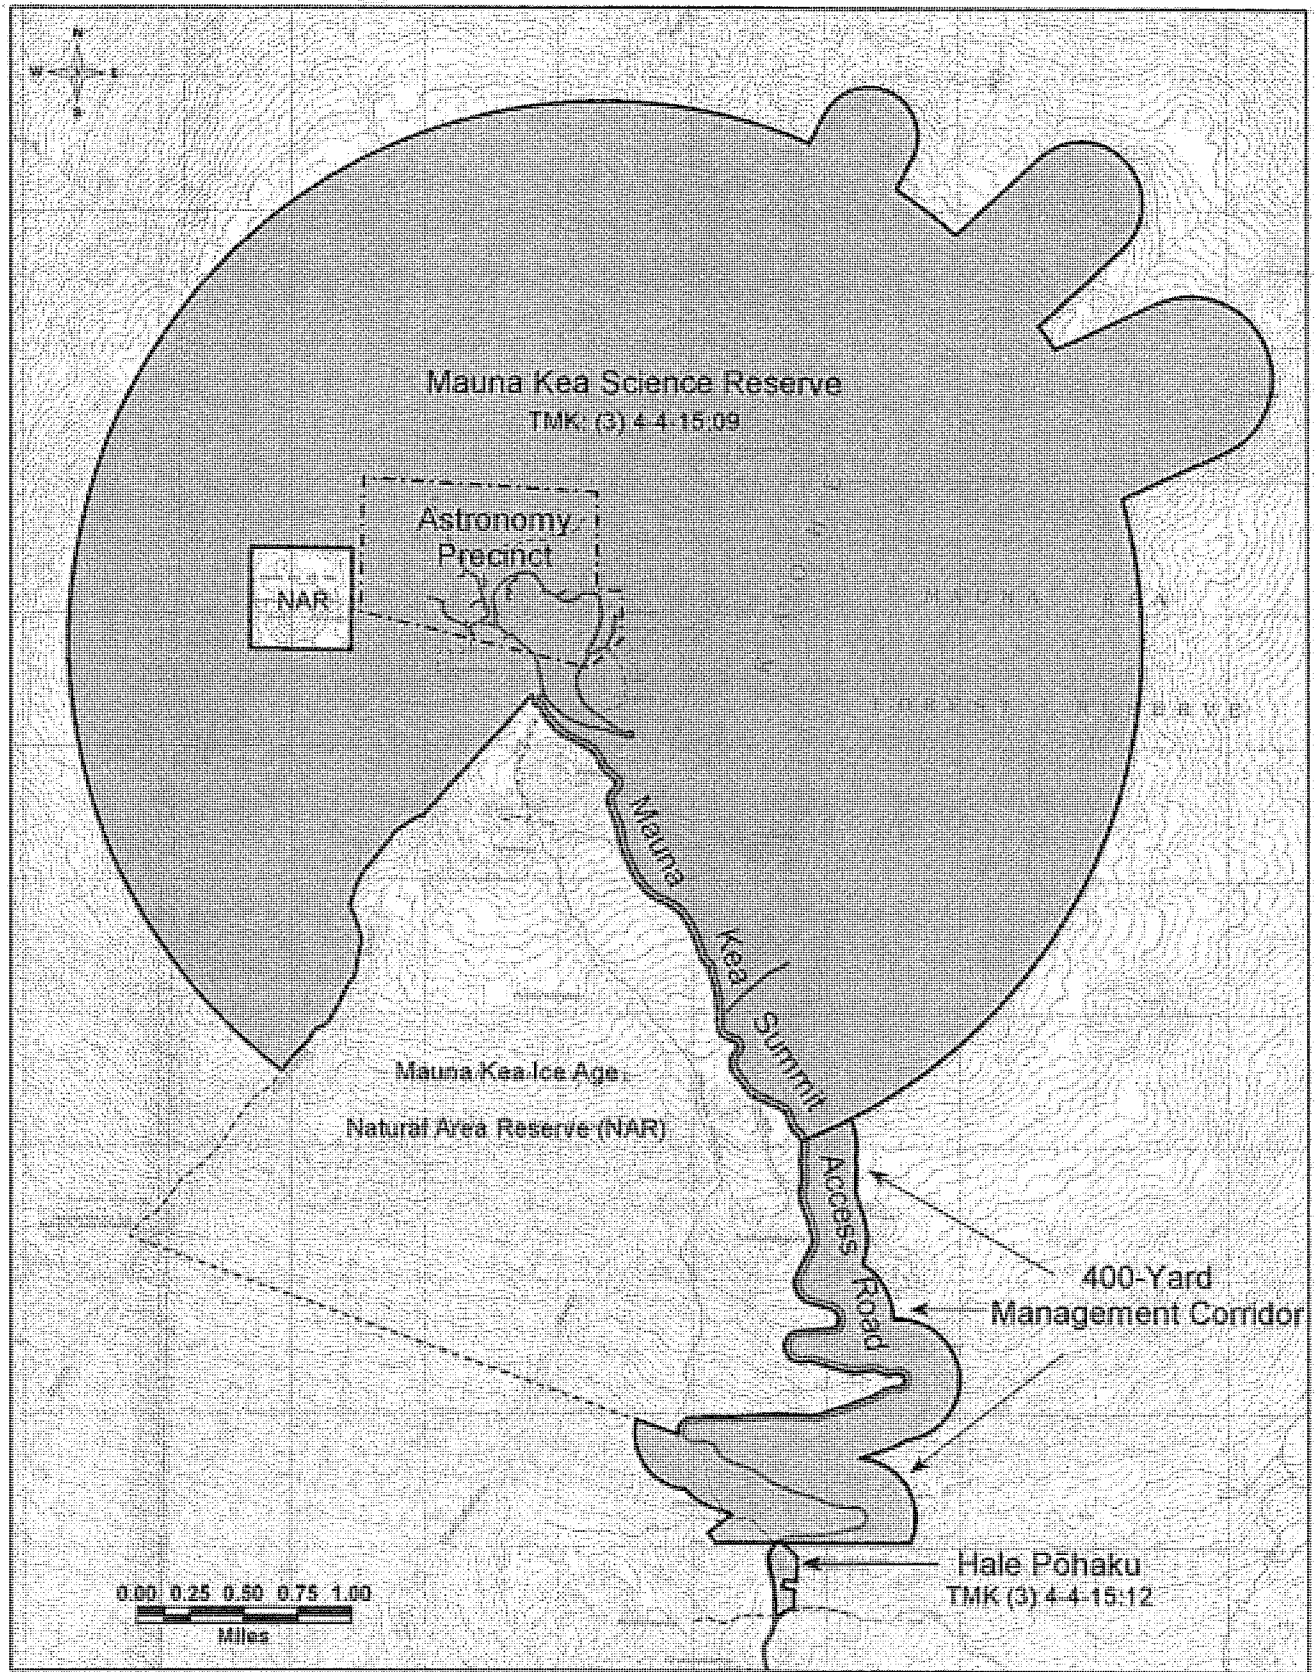 N
W E
S
Mauna Kea Science Reserve
TMK: (3) 4-4-15:09
Astronomy
Precinct
NAR
MAUNA KEA
Mauna
Kea
Summit
Mauna Kea Ice Age
Natural Area Reserve (NAR)
Access
Road
400-Yard
Management Corridor
Hale Pōhaku
TMK (3) 4-4-15:12
0.00 0.25 0.50 0.75 1.00
Miles